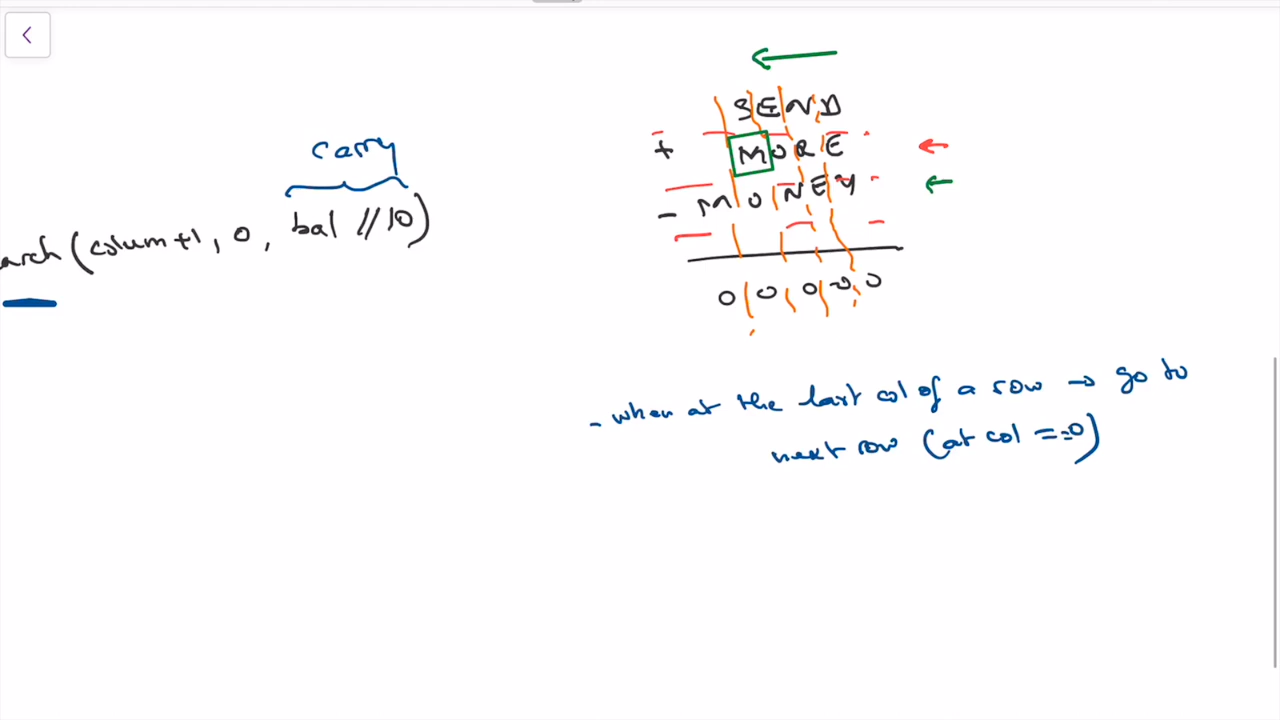 carry
arch (column+1, 0, bal //10)
SEND
+ MORE
- MONEY
0 0 0 0 0
- when at the last col of a row → go to
next row (at col == 0)